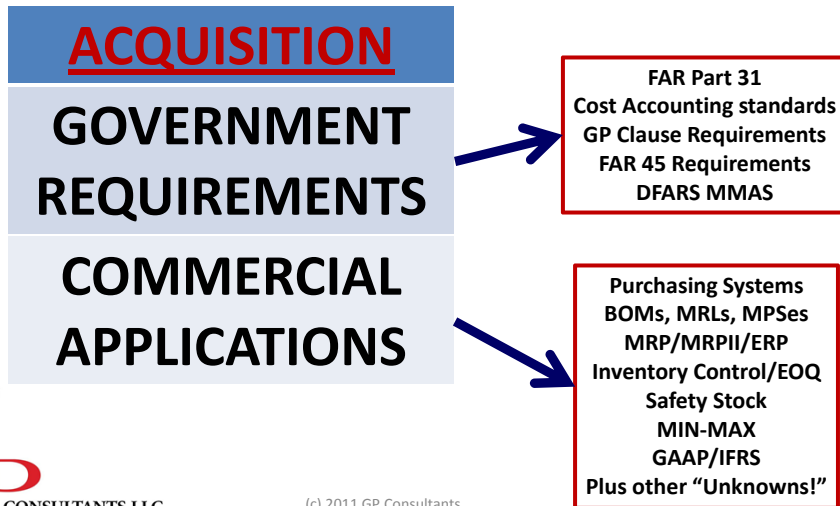 ACQUISITION
GOVERNMENT
REQUIREMENTS
COMMERCIAL
APPLICATIONS
FAR Part 31
Cost Accounting standards
GP Clause Requirements
FAR 45 Requirements
DFARS MMAS
Purchasing Systems
BOMs, MRLs, MPSes
MRP/MRPII/ERP
Inventory Control/EOQ
Safety Stock
MIN-MAX
GAAP/IFRS
Plus other “Unknowns!”
CONSULTANTS LLC
(c) 2011 GP Consultants